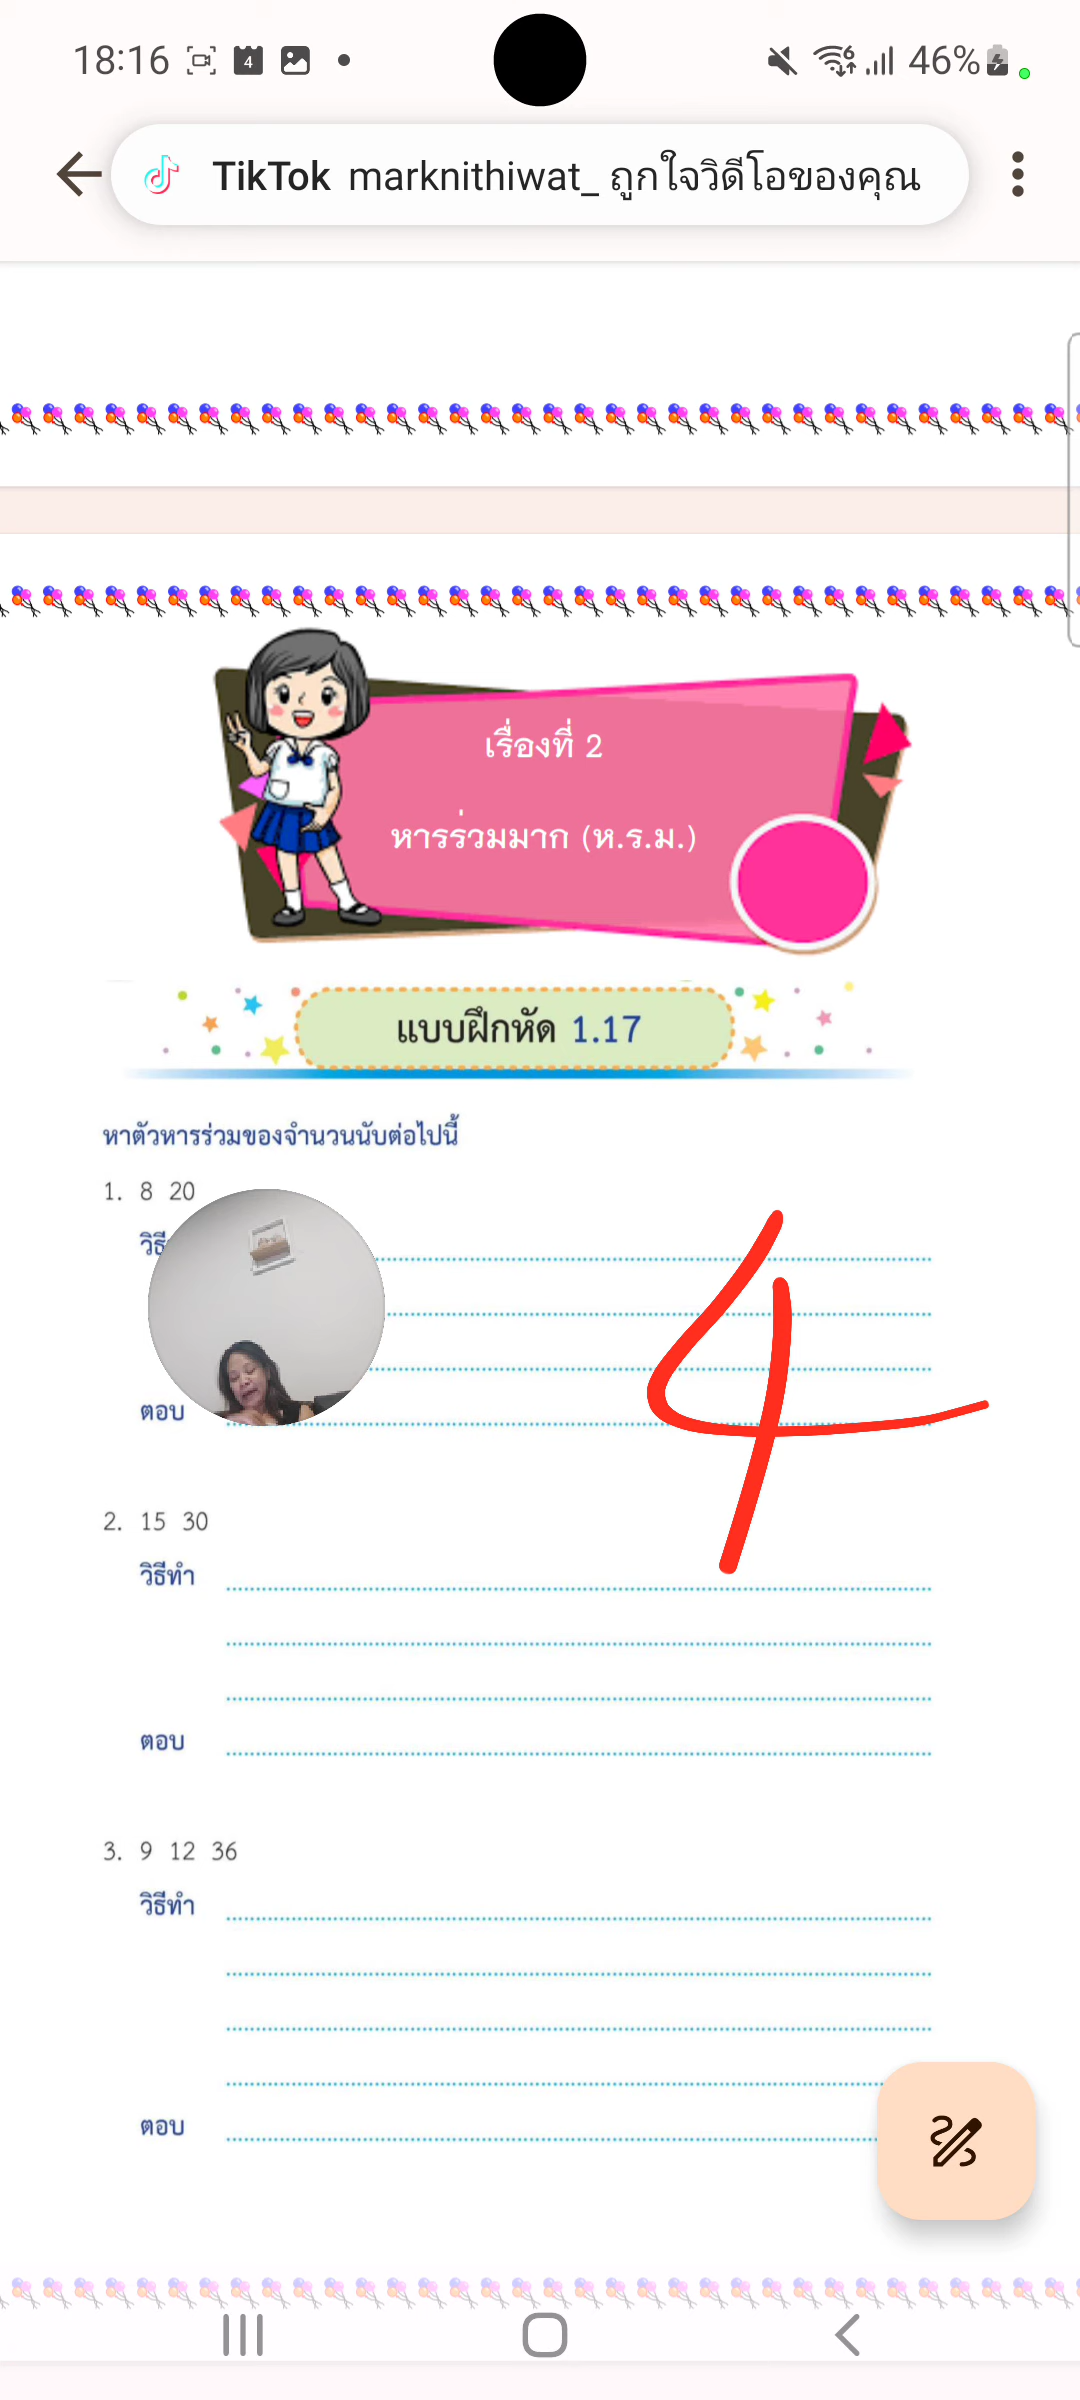 18:16 4 6 46%
TikTok marknithiwat_ ถูกใจวิดีโอของคุณ
เรื่องที่ 2
หารร่วมมาก (ห.ร.ม.)
แบบฝึกหัด 1.17
หาตัวหารร่วมของจำนวนนับต่อไปนี้
1. 8 20
วิธี
4
ตอบ
2. 15 30
วิธีทำ
ตอบ
3. 9 12 36
วิธีทำ
ตอบ